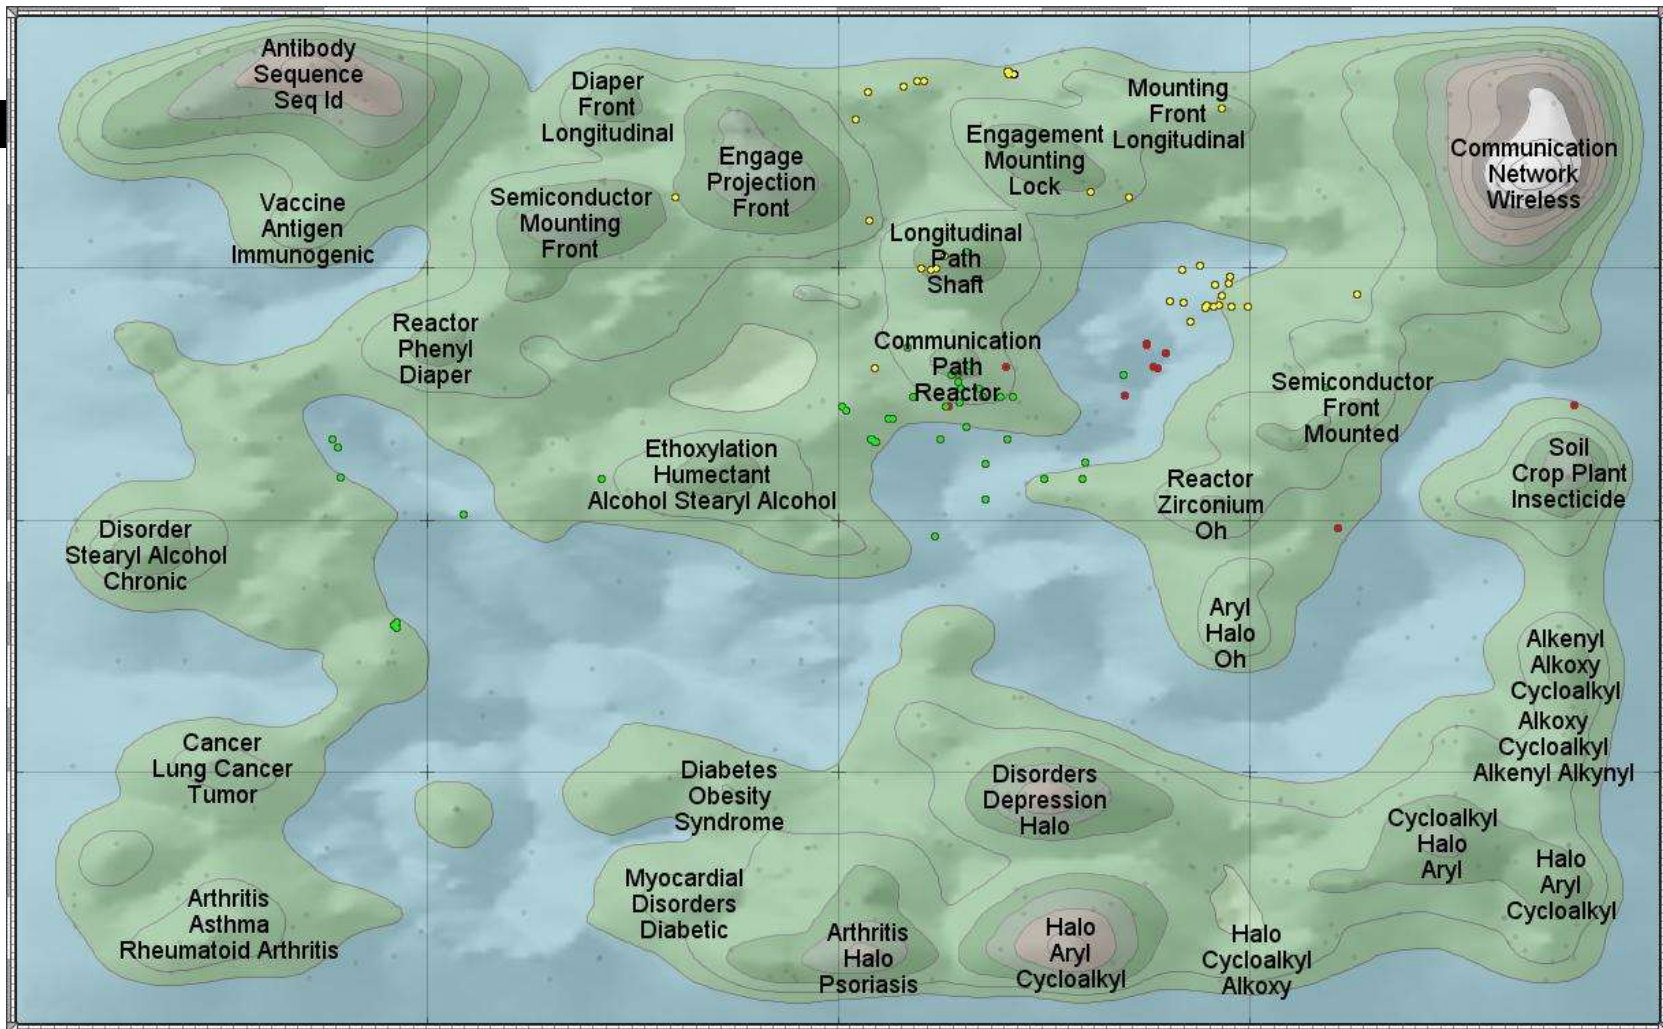 Antibody
Sequence
Seq Id
Diaper
Front
Longitudinal
Mounting
Front
Longitudinal
Engagement
Mounting
Lock
Communication
Network
Wireless
Engage
Projection
Front
Semiconductor
Mounting
Front
Vaccine
Antigen
Immunogenic
Longitudinal
Path
Shaft
Reactor
Phenyl
Diaper
Communication
Path
Reactor
Semiconductor
Front
Mounted
Ethoxylation
Humectant
Alcohol Stearyl Alcohol
Soil
Crop Plant
Insecticide
Reactor
Zirconium
Oh
Disorder
Stearyl Alcohol
Chronic
Aryl
Halo
Oh
Alkenyl
Alkoxy
Cycloalkyl
Alkoxy
Cycloalkyl
Alkenyl Alkynyl
Cancer
Lung Cancer
Tumor
Diabetes
Obesity
Syndrome
Disorders
Depression
Halo
Cycloalkyl
Halo
Aryl
Halo
Aryl
Cycloalkyl
Myocardial
Disorders
Diabetic
Arthritis
Asthma
Rheumatoid Arthritis
Arthritis
Halo
Psoriasis
Halo
Aryl
Cycloalkyl
Halo
Cycloalkyl
Alkoxy